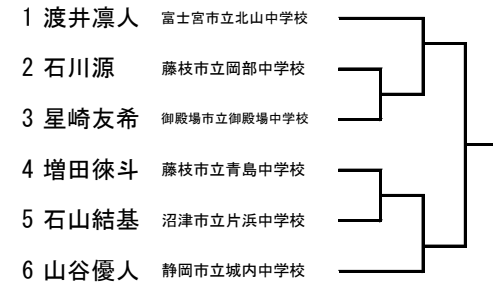 1 渡井凛人 富士宮市立北山中学校
2 石川源 藤枝市立岡部中学校
3 星崎友希 御殿場市立御殿場中学校
4 増田徠斗 藤枝市立青島中学校
5 石山結基 沼津市立片浜中学校
6 山谷優人 静岡市立城内中学校